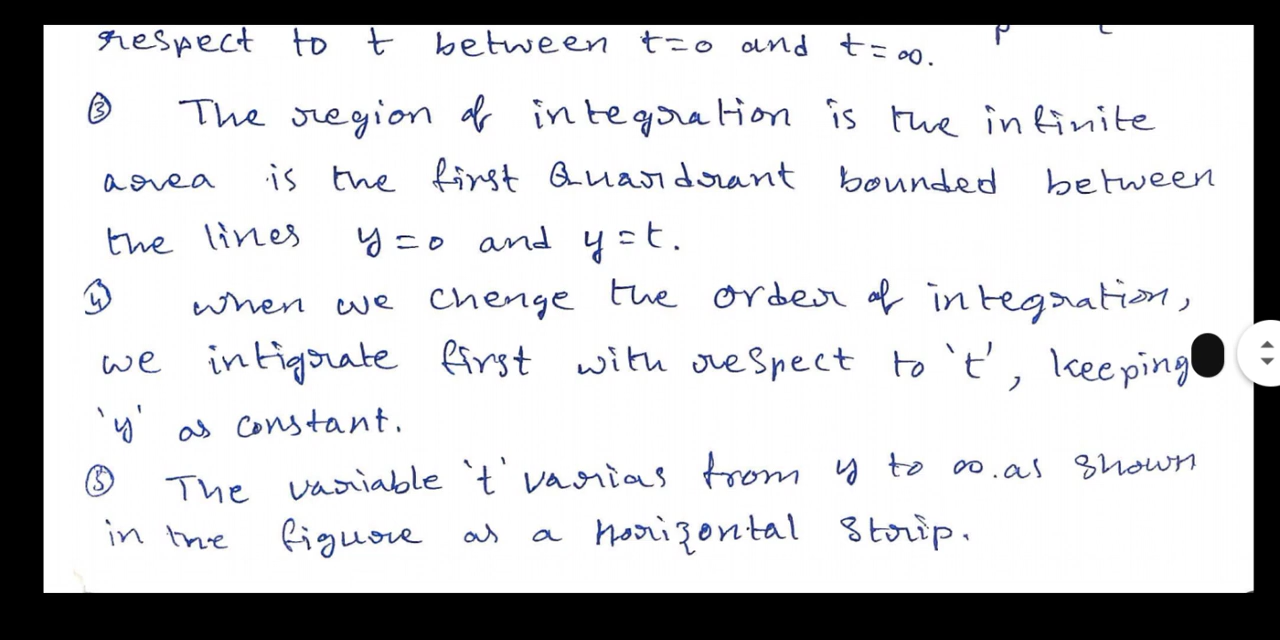 respect to t between t=0 and t=∞.
③ The region of integration is the infinite
area is the first Quardrant bounded between
the lines y=0 and y=t.
④ when we chenge the order of integration,
we intigrate first with respect to 't', keeping
'y' as constant.
⑤ The variable 't' varias from y to ∞. as shown
in the figuore as a horizontal strip.